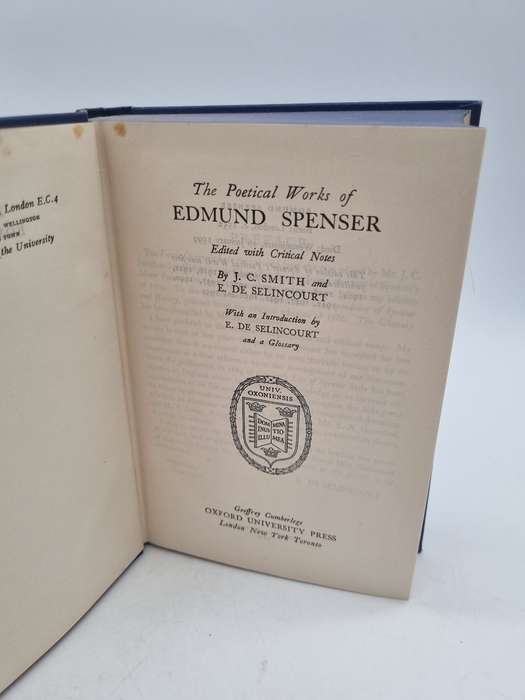 London E.C.4
WELLINGTON
TOWN
the University
The Poetical Works of
EDMUND SPENSER
Edited with Critical Notes
By J. C. SMITH and
E. DE SELINCOURT
With an Introduction by
E. DE SELINCOURT
and a Glossary
UNIV.
OXONIENSIS
DOMI MINA
INUS TIO
ILLU MEA
Geoffrey Cumberlege
OXFORD UNIVERSITY PRESS
London New York Toronto